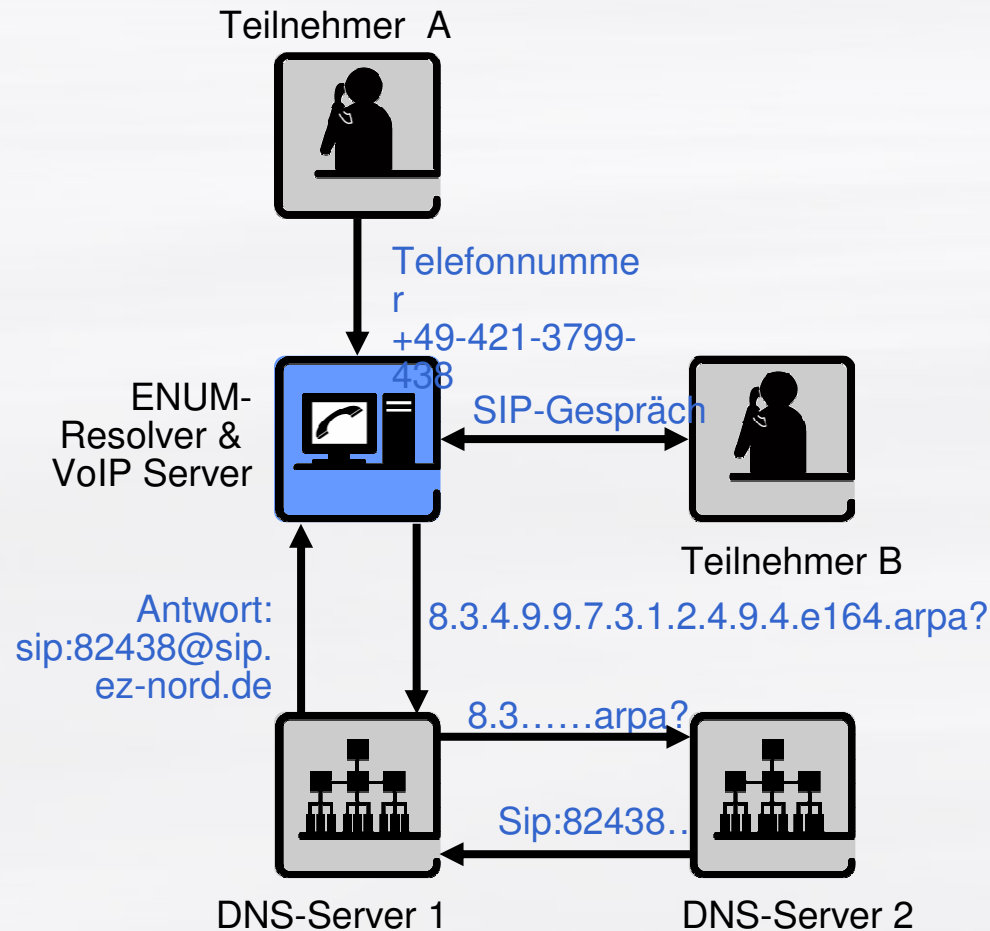 Teilnehmer A
Telefonnumme
r
+49-421-3799-
438
ENUM-
Resolver &
VoIP Server
SIP-Gespräch
Teilnehmer B
Antwort:
sip:82438@sip.
ez-nord.de
8.3.4.9.9.7.3.1.2.4.9.4.e164.arpa?
8.3......arpa?
Sip:82438..
DNS-Server 1
DNS-Server 2